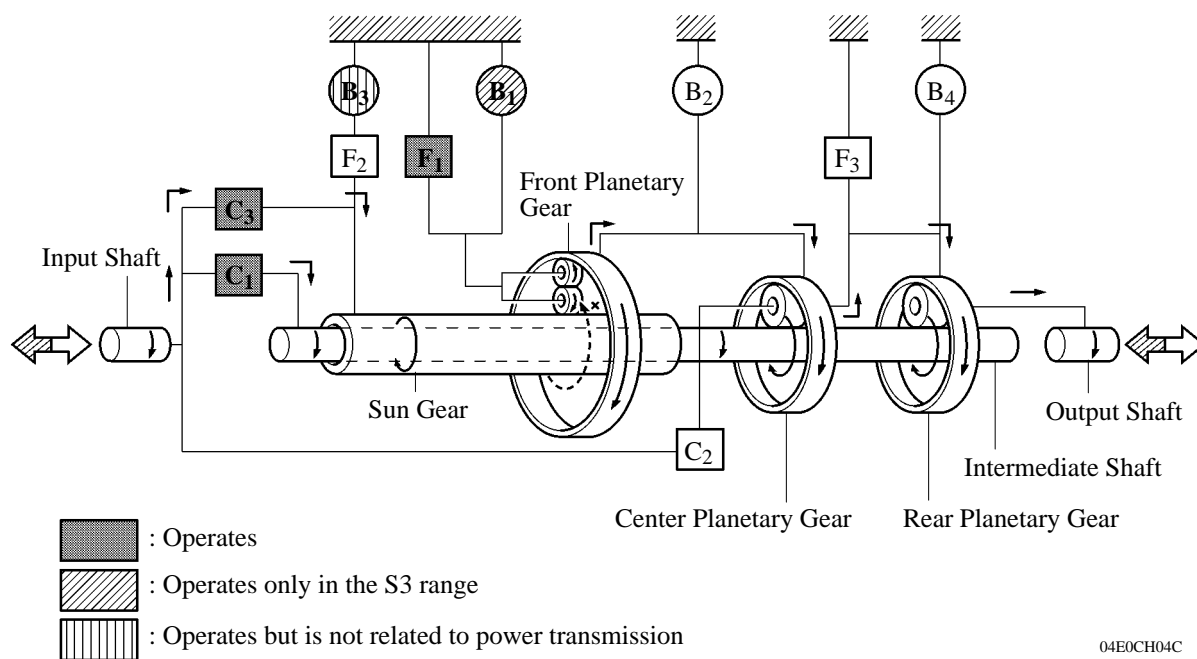 B3
B1
B2
B4
F2
F1
F3
Front Planetary
Gear
C3
Input Shaft
C1
Sun Gear
Output Shaft
C2
Intermediate Shaft
Center Planetary Gear
Rear Planetary Gear
: Operates
: Operates only in the S3 range
: Operates but is not related to power transmission
04E0CH04C